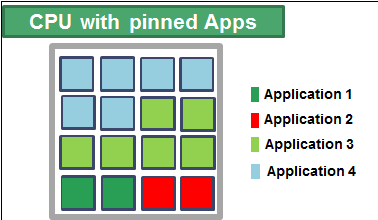 CPU with pinned Apps
Application 1
Application 2
Application 3
Application 4